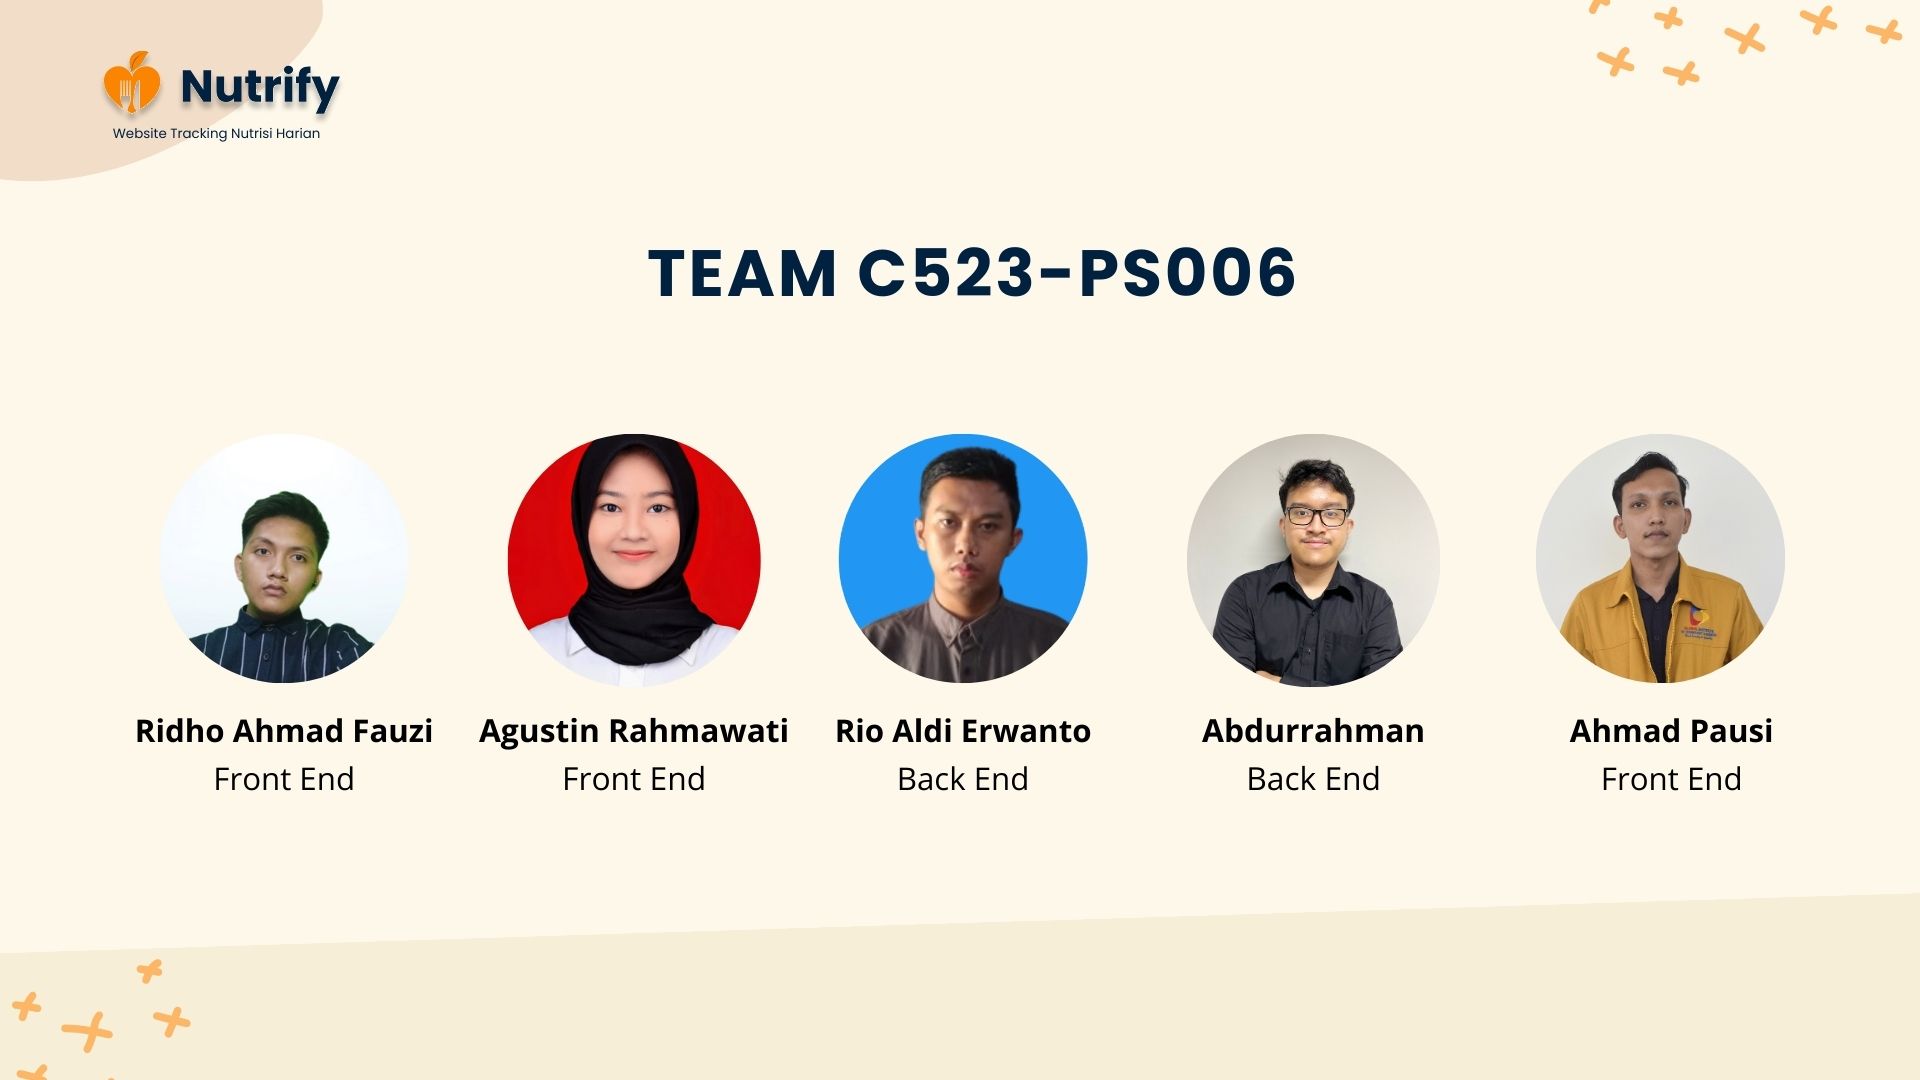 Nutrify
Website Tracking Nutrisi Harian
TEAM C523-PS006
Ridho Ahmad Fauzi
Front End
Agustin Rahmawati
Front End
Rio Aldi Erwanto
Back End
Abdurrahman
Back End
Ahmad Pausi
Front End